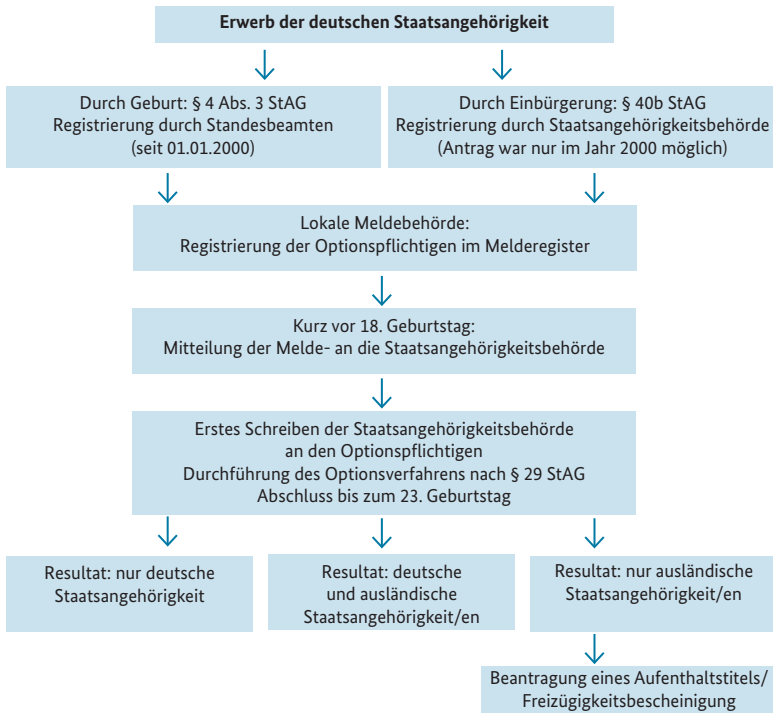 Erwerb der deutschen Staatsangehörigkeit
Durch Geburt: § 4 Abs. 3 StAG
Registrierung durch Standesbeamten
(seit 01.01.2000)
Durch Einbürgerung: § 40b StAG
Registrierung durch Staatsangehörigkeitsbehörde
(Antrag war nur im Jahr 2000 möglich)
Lokale Meldebehörde:
Registrierung der Optionspflichtigen im Melderegister
Kurz vor 18. Geburtstag:
Mitteilung der Melde- an die Staatsangehörigkeitsbehörde
Erstes Schreiben der Staatsangehörigkeitsbehörde
an den Optionspflichtigen
Durchführung des Optionsverfahrens nach § 29 StAG
Abschluss bis zum 23. Geburtstag
Resultat: nur deutsche
Staatsangehörigkeit
Resultat: deutsche
und ausländische
Staatsangehörigkeit/en
Resultat: nur ausländische
Staatsangehörigkeit/en
Beantragung eines Aufenthaltstitels/
Freizügigkeitsbescheinigung